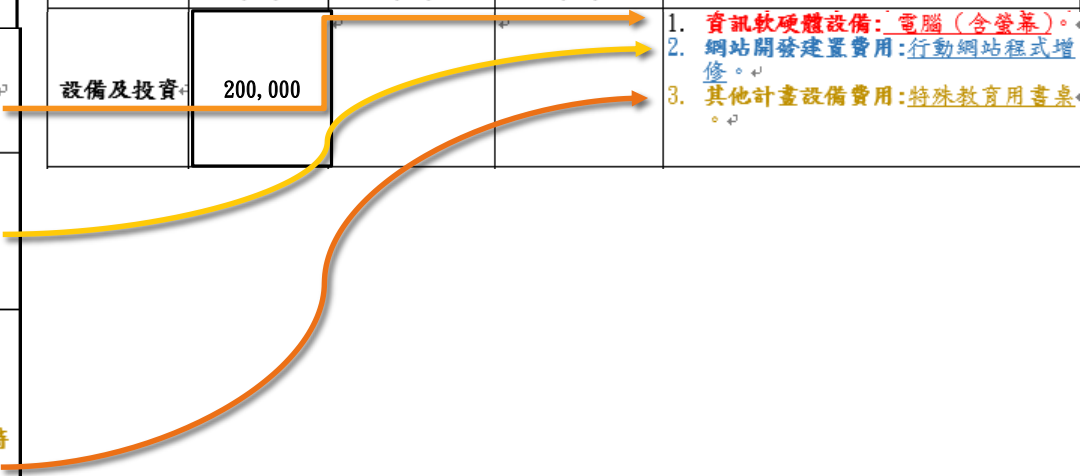 設備及投資
200,000
1. 資訊軟硬體設備: 電腦（含螢幕）。
2. 網站開發建置費用:行動網站程式增
修。
3. 其他計畫設備費用:特殊教育用書桌
。